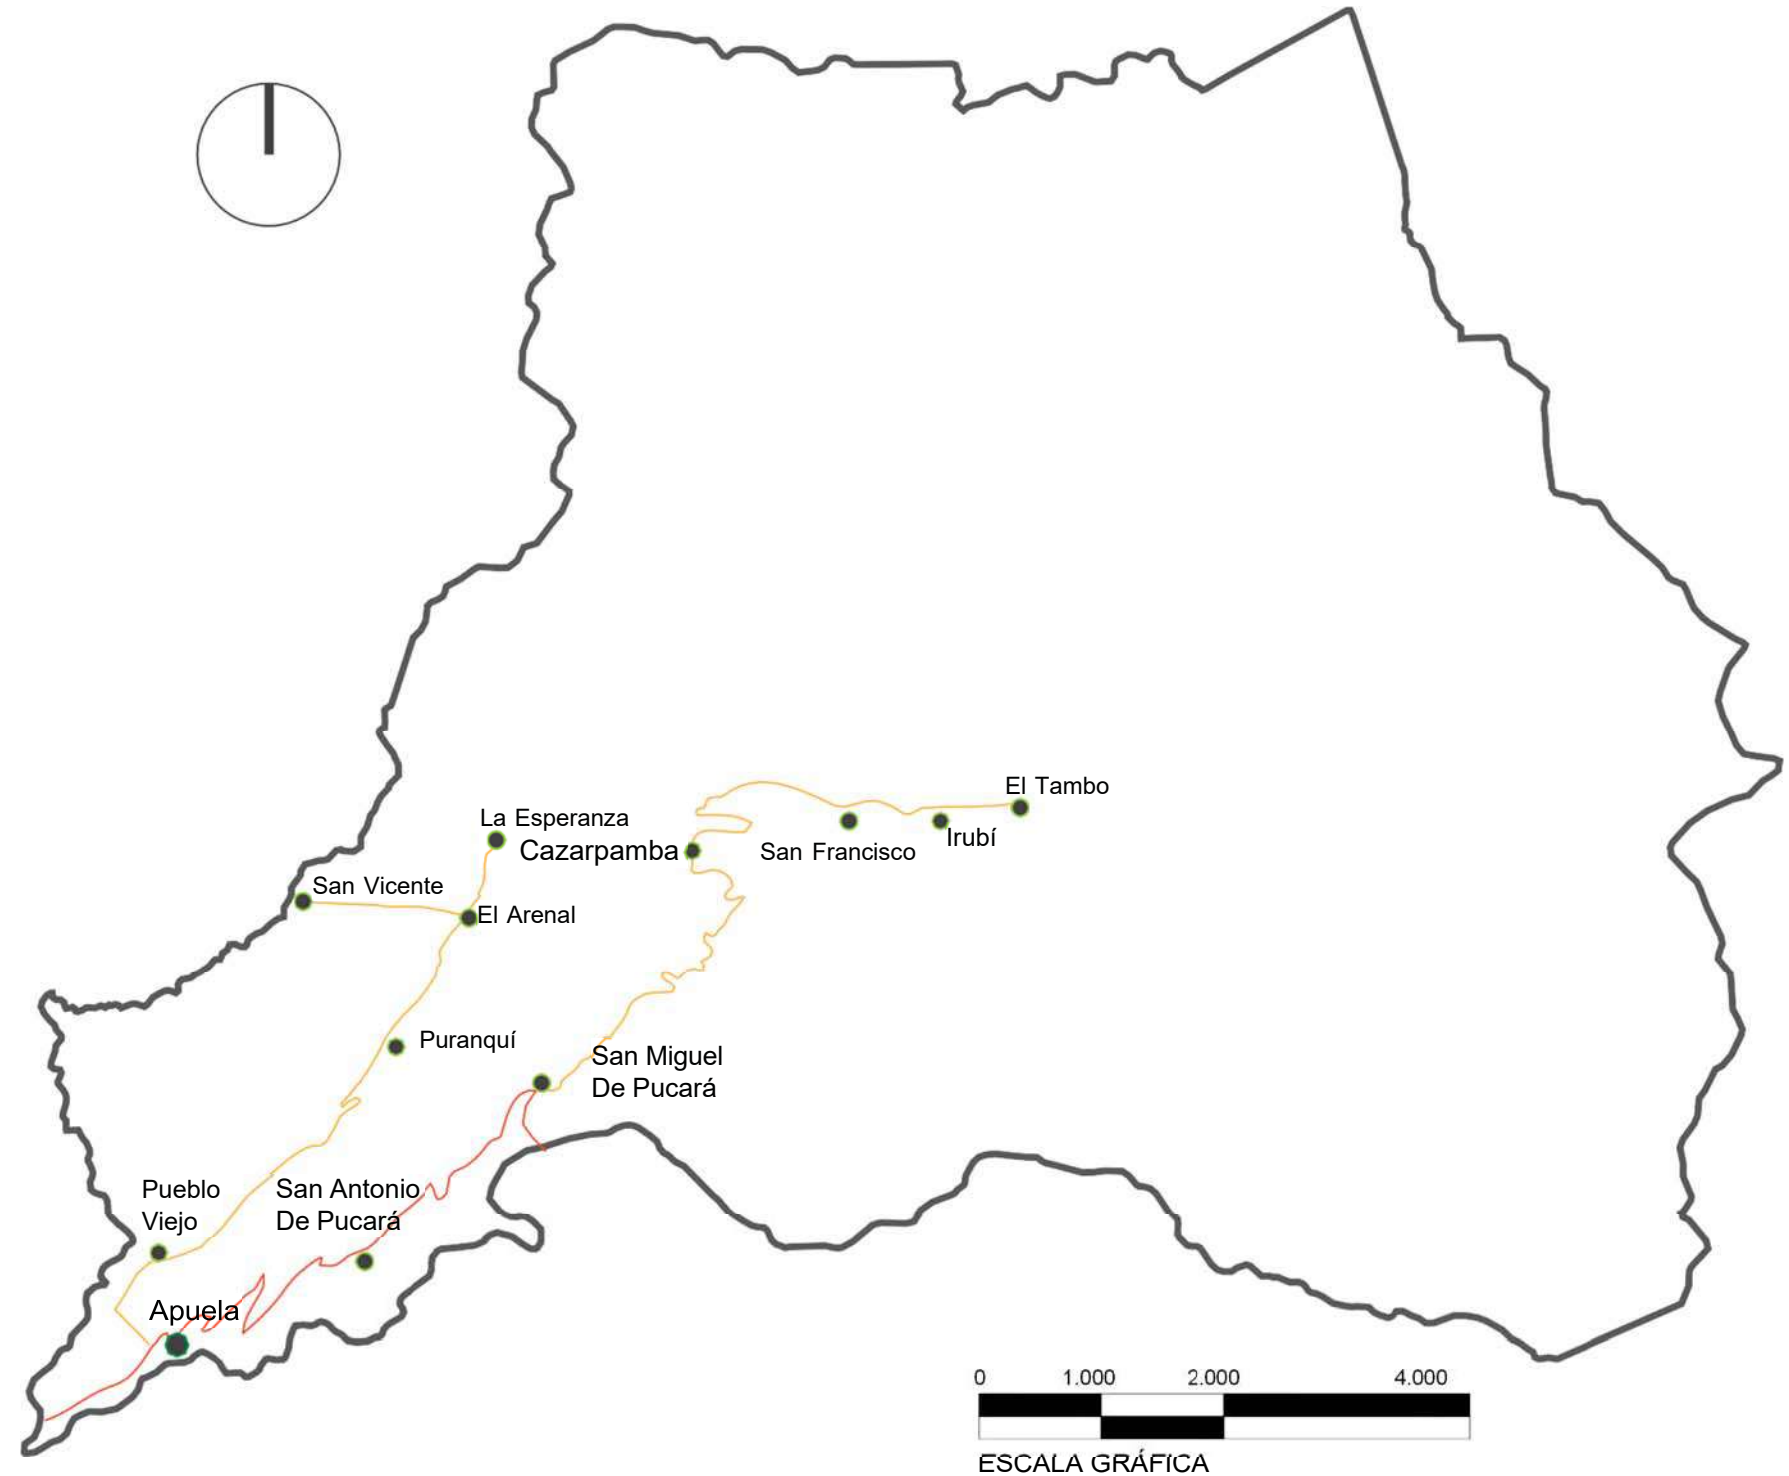 El Tambo
La Esperanza
Irubí
Cazarpamba
San Francisco
San Vicente
El Arenal
Puranquí
San Miguel
De Pucará
Pueblo
Viejo
San Antonio
De Pucará
Apuela
0 1.000 2.000 4.000
ESCALA GRÁFICA